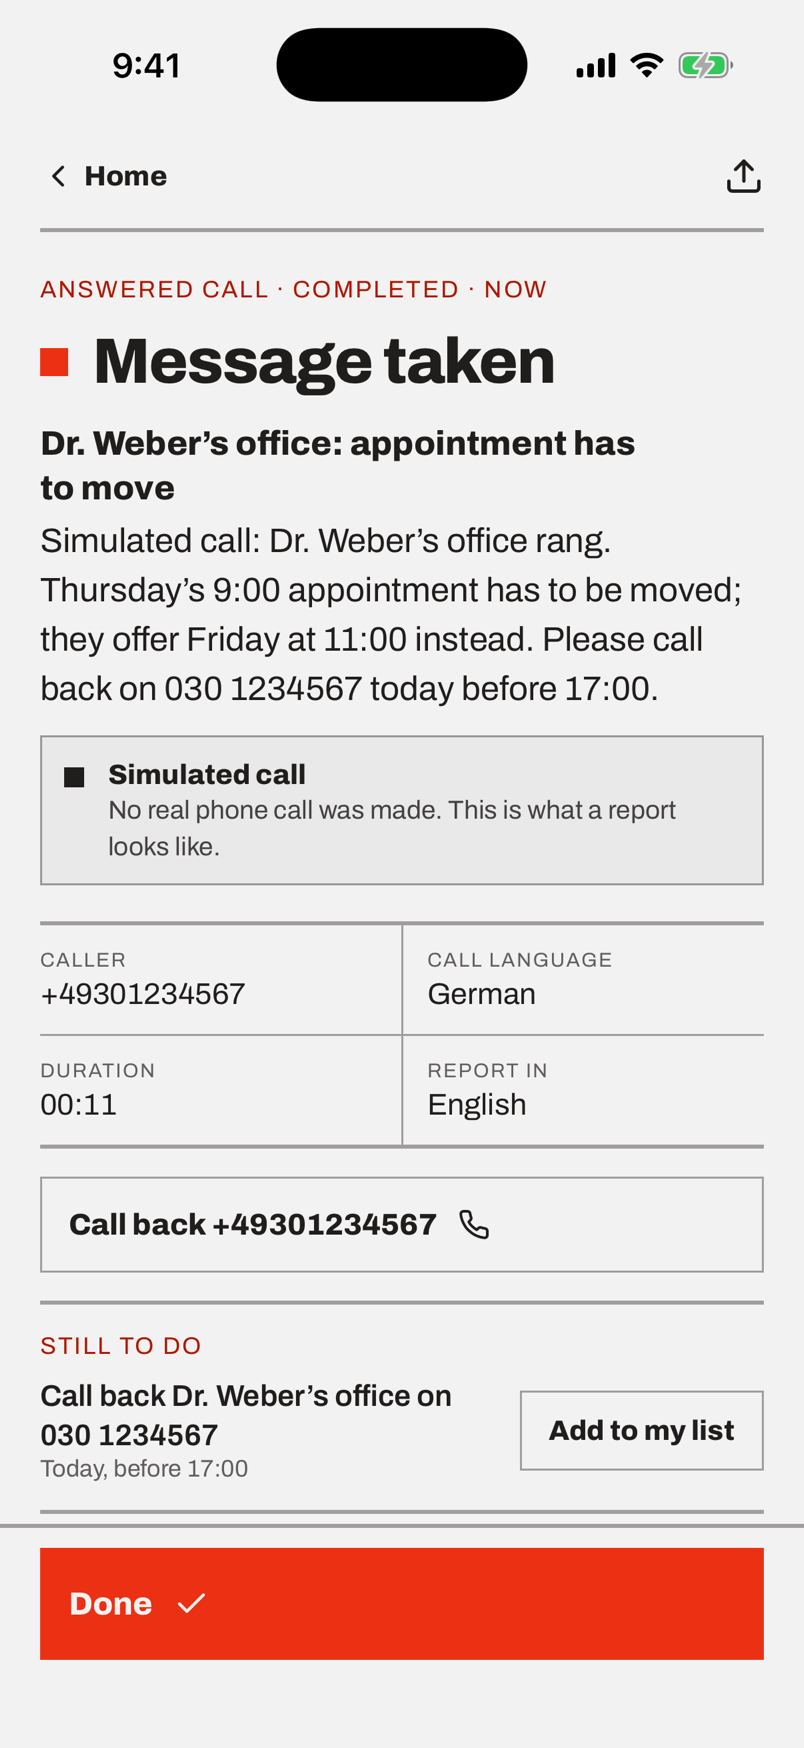 9:41
Home
ANSWERED CALL · COMPLETED · NOW
Message taken
Dr. Weber’s office: appointment has
to move
Simulated call: Dr. Weber’s office rang.
Thursday’s 9:00 appointment has to be moved;
they offer Friday at 11:00 instead. Please call
back on 030 1234567 today before 17:00.
Simulated call
No real phone call was made. This is what a report
looks like.
CALLER
+49301234567
CALL LANGUAGE
German
DURATION
00:11
REPORT IN
English
Call back +49301234567
STILL TO DO
Call back Dr. Weber’s office on
030 1234567
Today, before 17:00
Add to my list
Done